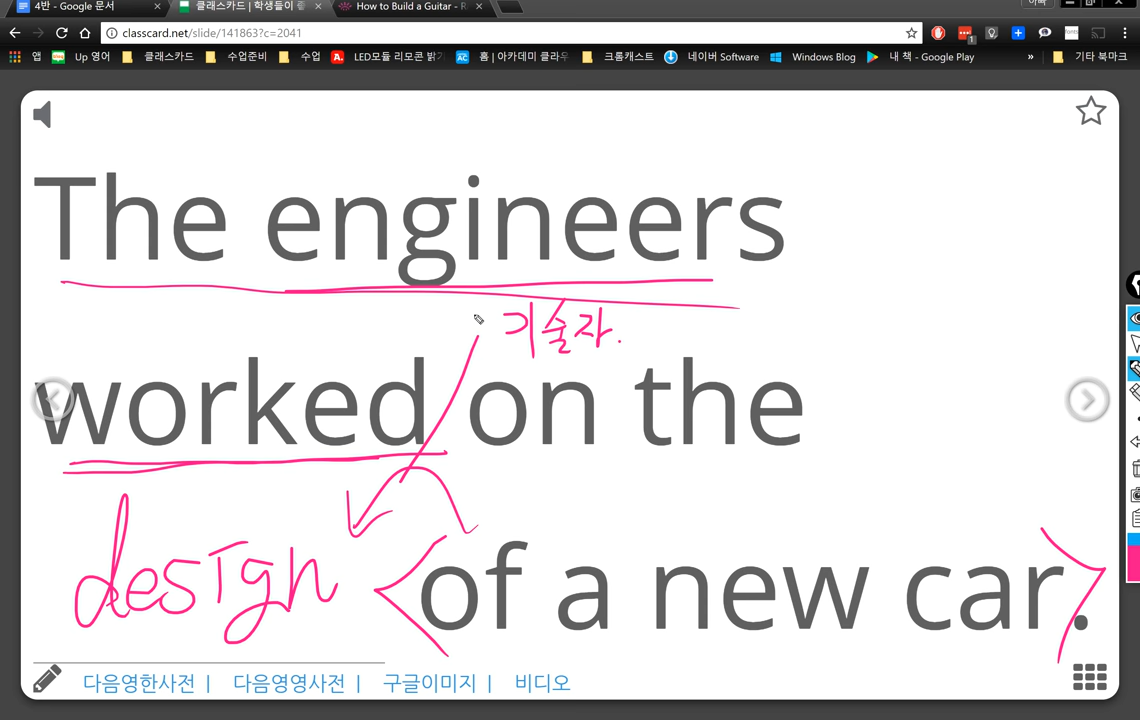 4반 - Google 문서
클래스카드 | 학생들이 좋
How to Build a Guitar - R
classcard.net/slide/141863?c=2041
앱 Up 영어 클래스카드 수업준비 수업 LED모듈 리모콘 밝기 홈 | 아카데미 클라우 크롬캐스트 네이버 Software Windows Blog 내 책 - Google Play » 기타 북마크
The engineers
기술자.
worked on the
design of a new car.
다음영한사전 | 다음영영사전 | 구글이미지 | 비디오